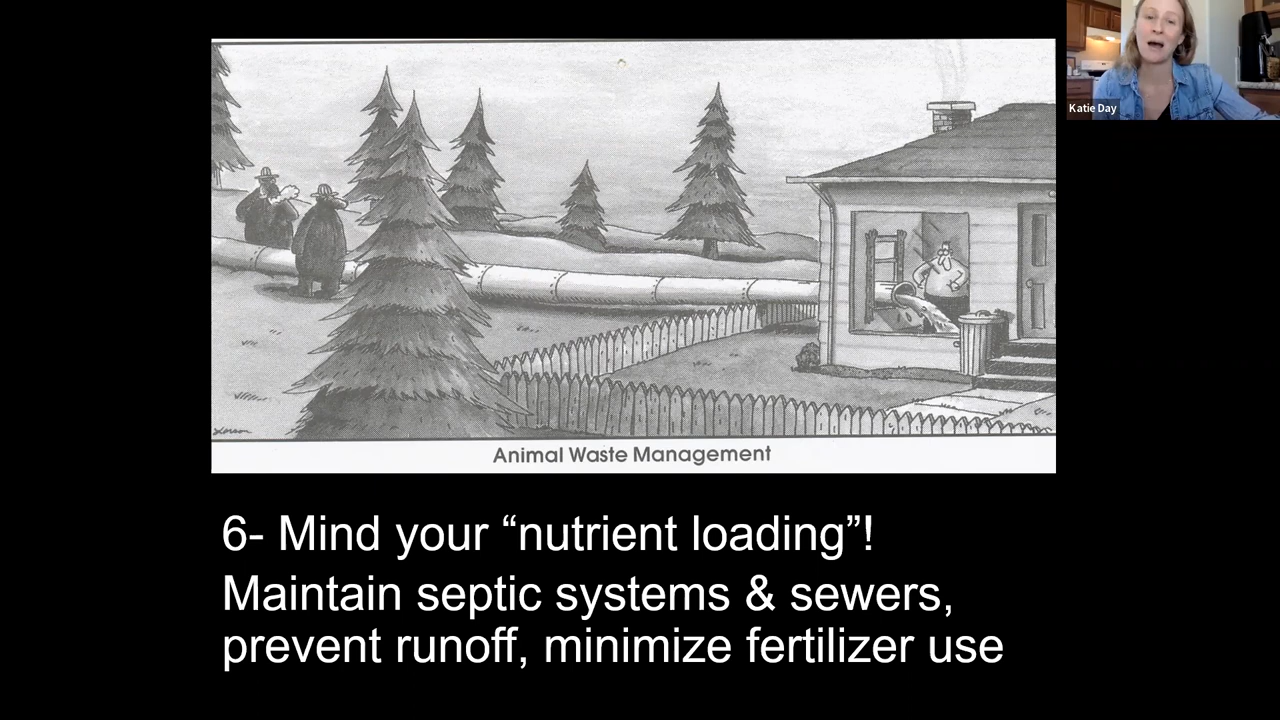 Katie Day
Larson
Animal Waste Management
6- Mind your “nutrient loading”!
Maintain septic systems & sewers,
prevent runoff, minimize fertilizer use